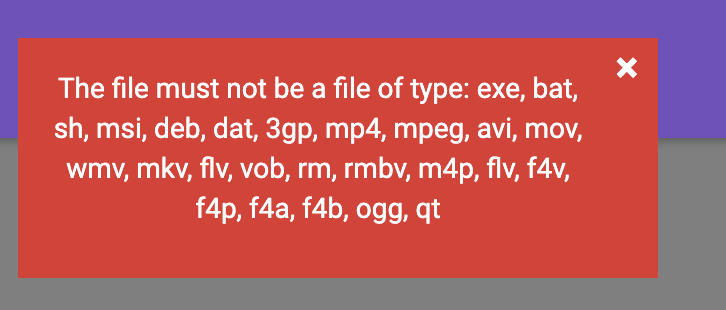 The file must not be a file of type: exe, bat,
sh, msi, deb, dat, 3gp, mp4, mpeg, avi, mov,
wmv, mkv, flv, vob, rm, rmbv, m4p, flv, f4v,
f4p, f4a, f4b, ogg, qt